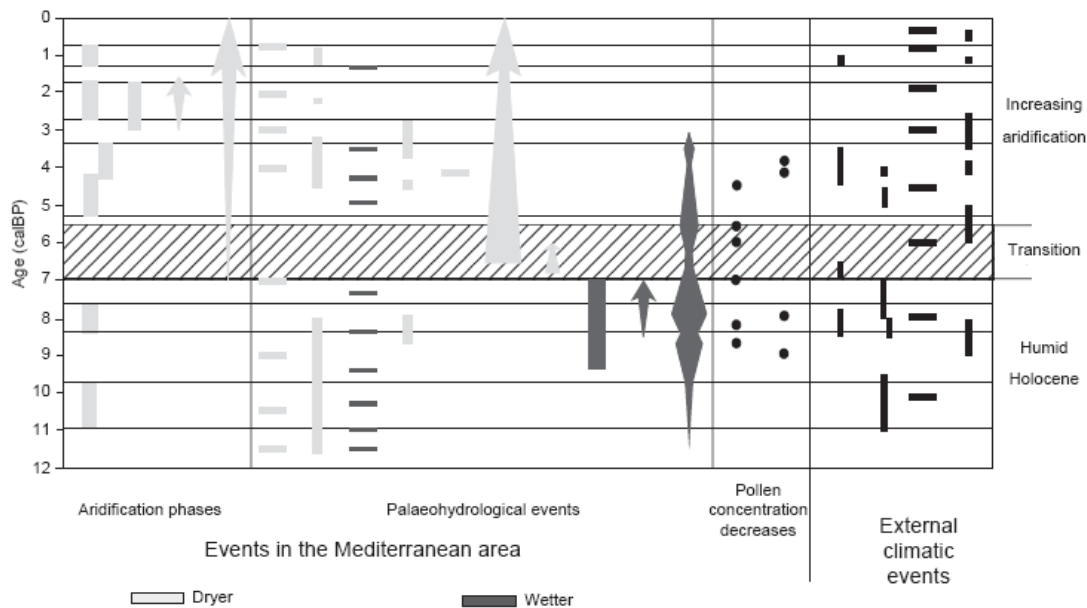 0
1
2
3
4
5
6
7
8
9
10
11
12
Age (calBP)
Increasing
aridification
Transition
Humid
Holocene
Aridification phases
Palaeohydrological events
Pollen
concentration
decreases
Events in the Mediterranean area
External
climatic
events
Dryer
Wetter